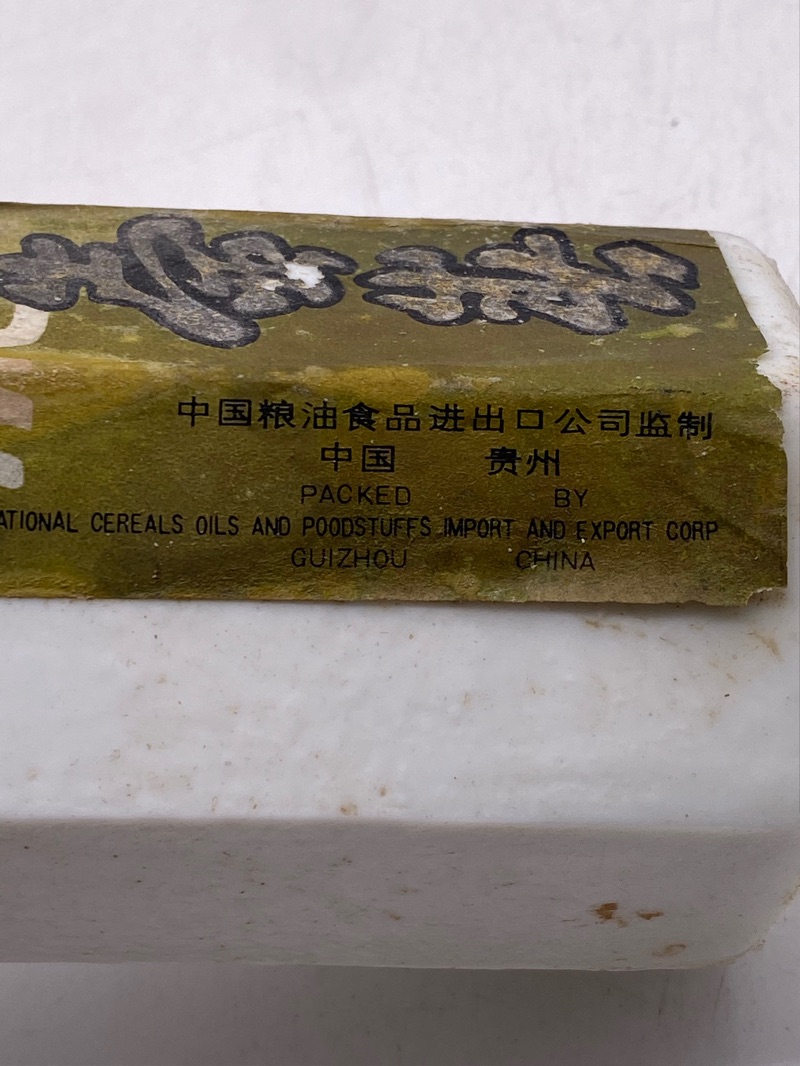 中国粮油食品进出口公司监制
中国 贵州
PACKED BY
ATIONAL CEREALS OILS AND POODSTUFFS IMPORT AND EXPORT CORP
GUIZHOU CHINA